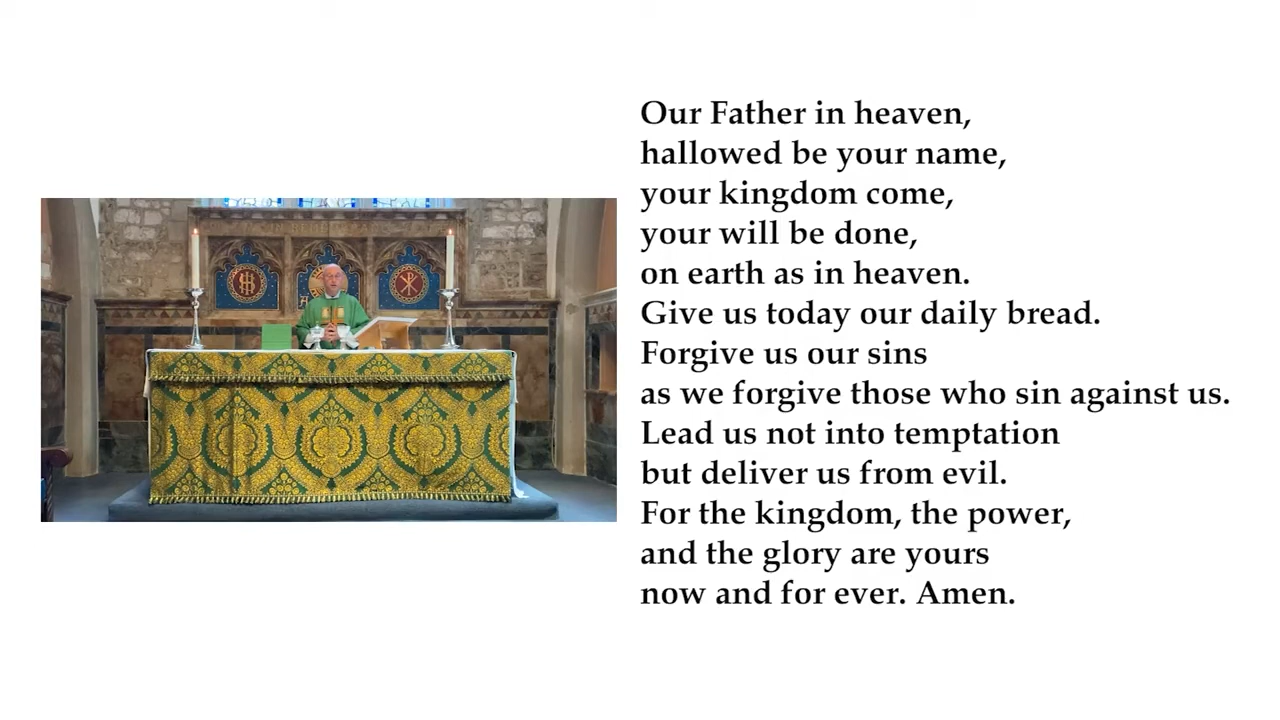 Our Father in heaven,
hallowed be your name,
your kingdom come,
your will be done,
on earth as in heaven.
Give us today our daily bread.
Forgive us our sins
as we forgive those who sin against us.
Lead us not into temptation
but deliver us from evil.
For the kingdom, the power,
and the glory are yours
now and for ever. Amen.